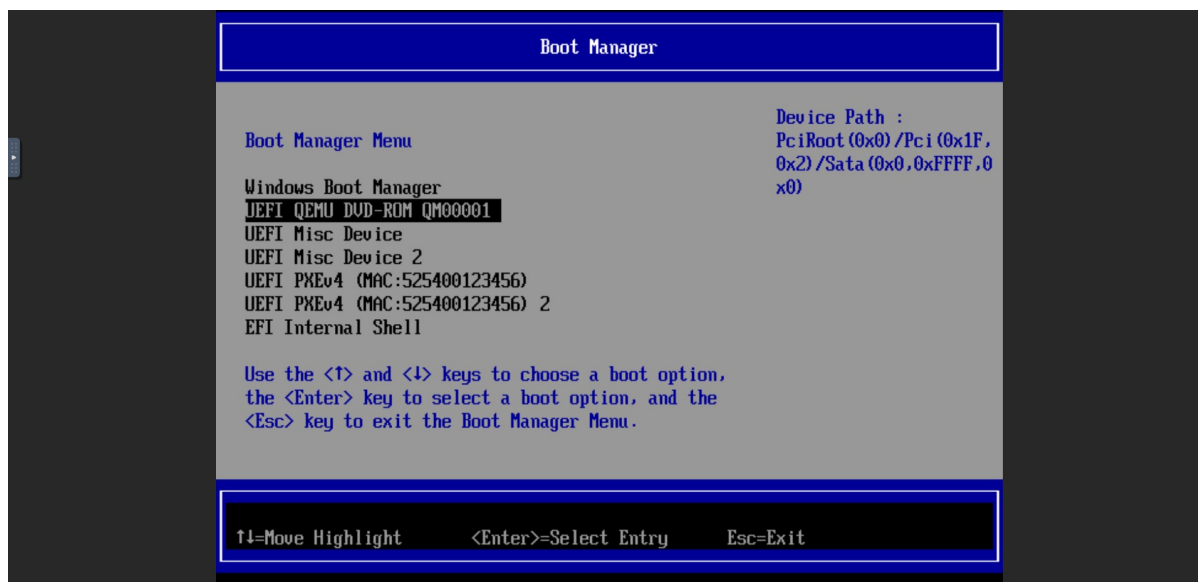 Boot Manager
Boot Manager Menu
Windows Boot Manager
UEFI QEMU DVD-ROM QM00001
UEFI Misc Device
UEFI Misc Device 2
UEFI PXEv4 (MAC:525400123456)
UEFI PXEv4 (MAC:525400123456) 2
EFI Internal Shell
Use the <↑> and <↓> keys to choose a boot option,
the <Enter> key to select a boot option, and the
<Esc> key to exit the Boot Manager Menu.
Device Path :
PciRoot(0x0)/Pci(0x1F,
0x2)/Sata(0x0,0xFFFF,0
x0)
↑↓=Move Highlight <Enter>=Select Entry Esc=Exit